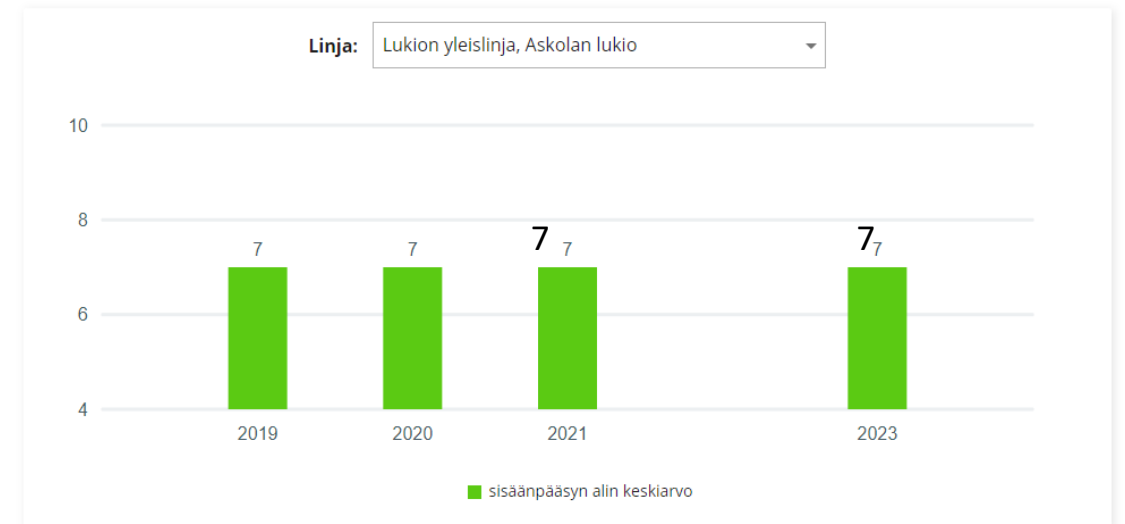 Linja: Lukion yleislinja, Askolan lukio
10
8
7 7 7 7 7 7
6
4
2019 2020 2021 2023
sisäänpääsyn alin keskiarvo